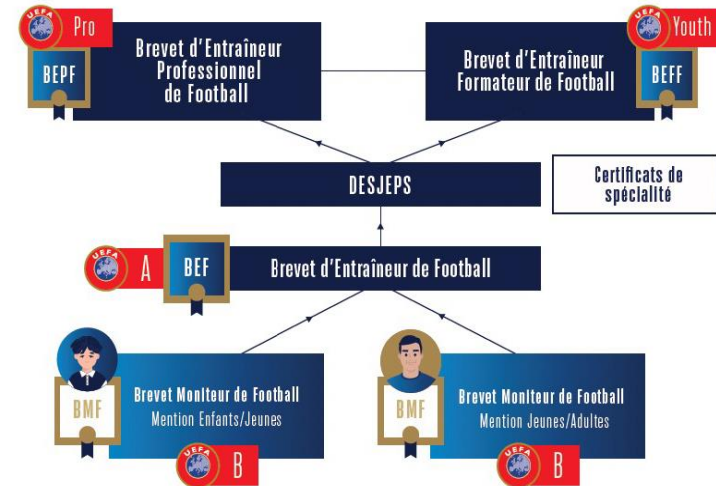 UEFA Pro
BEPF
Brevet d'Entraîneur
Professionnel
de Football
Brevet d'Entraîneur
Formateur de Football
UEFA Youth
BEFF
DESJEPS
Certificats de
spécialité
UEFA A
BEF
Brevet d'Entraîneur de Football
BMF
Brevet Moniteur de Football
Mention Enfants/Jeunes
UEFA B
BMF
Brevet Moniteur de Football
Mention Jeunes/Adultes
UEFA B